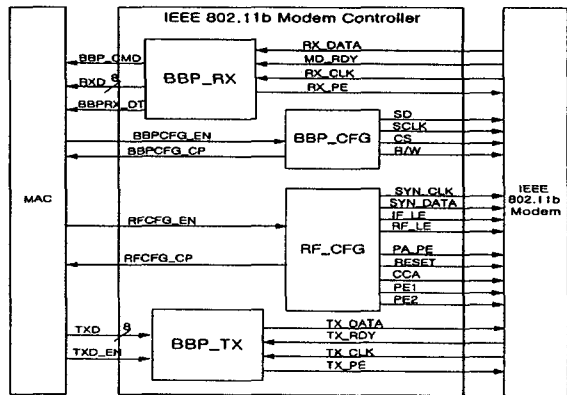 IEEE 802.11b Modem Controller
BBP_CMD
RXD
8
BBPRX_DT
BBP_RX
RX_DATA
MD_RDY
RX_CLK
RX_PE
BBPCFG_EN
BBPCFG_CP
BBP_CFG
SD
SCLK
CS
R/W
MAC
RFCFG_EN
RFCFG_CP
RF_CFG
SYN_CLK
SYN_DATA
IF_LE
RF_LE
PA_PE
RESET
CCA
PE1
PE2
IEEE
802.11b
Modem
TXD
8
TXD_EN
BBP_TX
TX_DATA
TX_RDY
TX_CLK
TX_PE